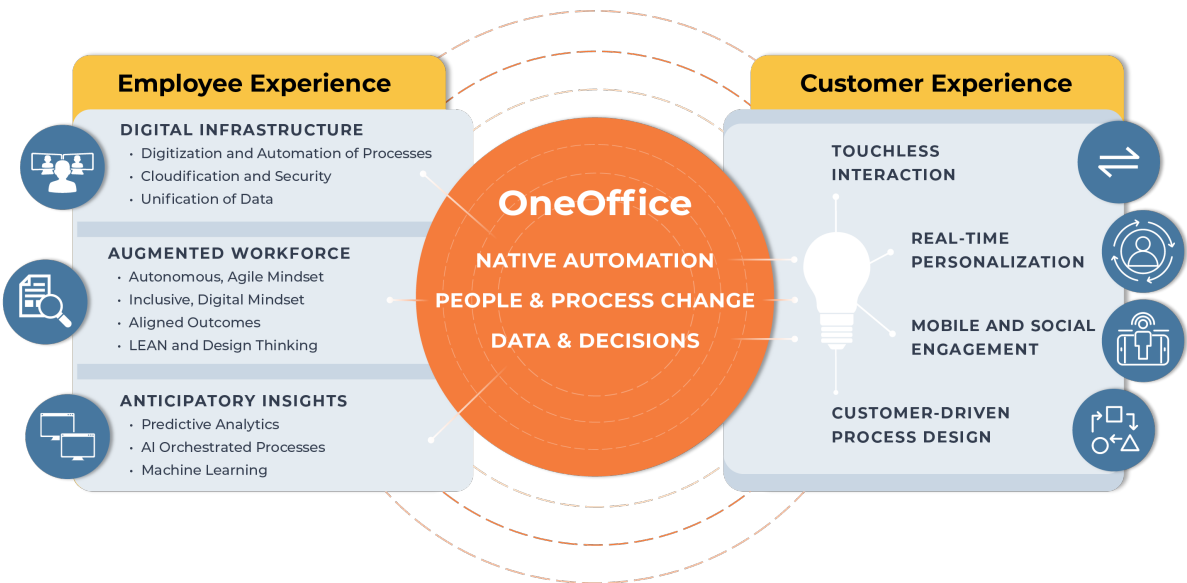 Employee Experience
DIGITAL INFRASTRUCTURE
• Digitization and Automation of Processes
• Cloudification and Security
• Unification of Data
AUGMENTED WORKFORCE
• Autonomous, Agile Mindset
• Inclusive, Digital Mindset
• Aligned Outcomes
• LEAN and Design Thinking
ANTICIPATORY INSIGHTS
• Predictive Analytics
• AI Orchestrated Processes
• Machine Learning
OneOffice
NATIVE AUTOMATION
PEOPLE & PROCESS CHANGE
DATA & DECISIONS
Customer Experience
TOUCHLESS
INTERACTION
REAL-TIME
PERSONALIZATION
MOBILE AND SOCIAL
ENGAGEMENT
CUSTOMER-DRIVEN
PROCESS DESIGN